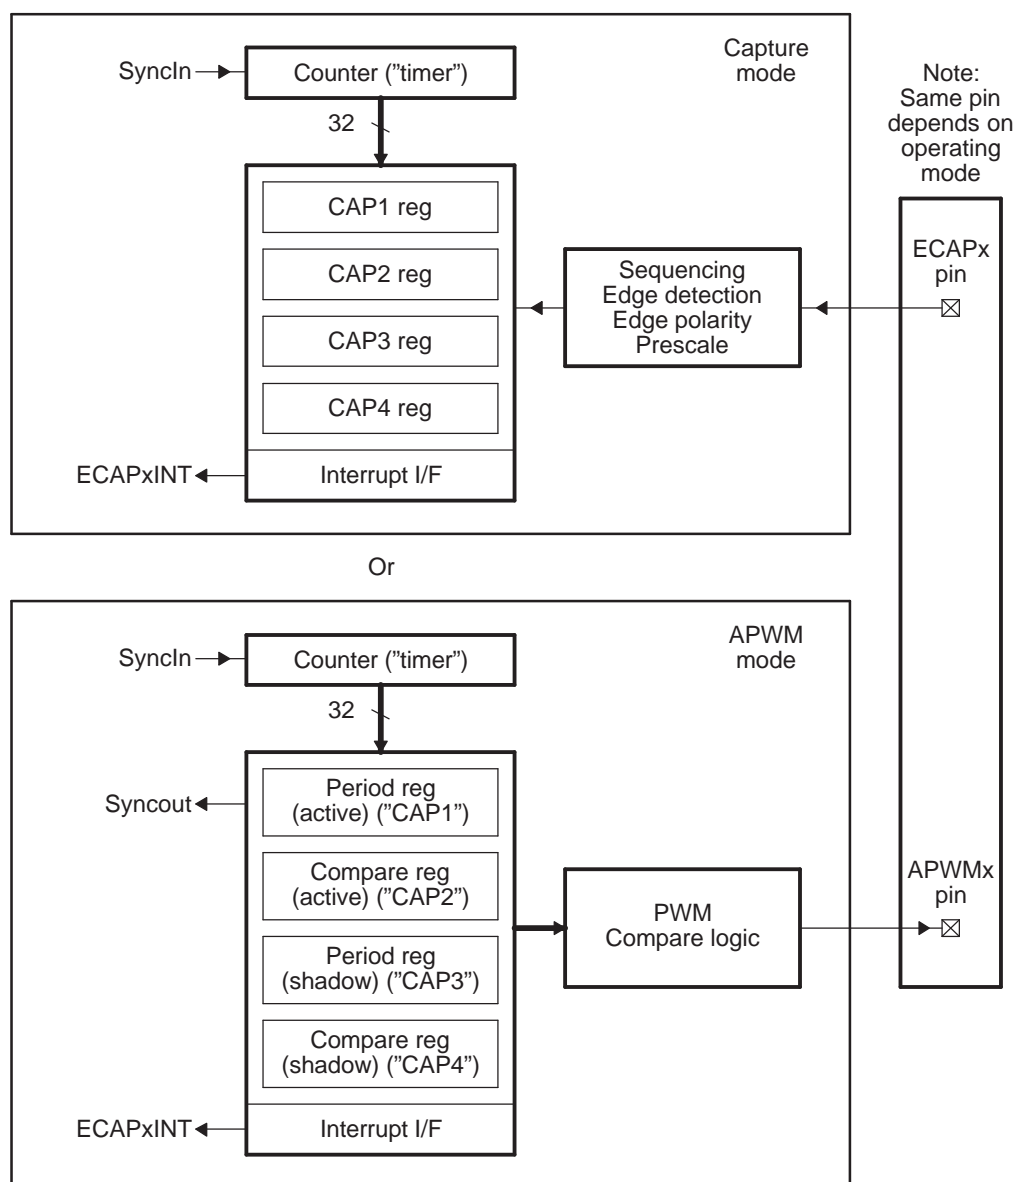 Capture
mode
SyncIn
Counter (”timer”)
32
CAP1 reg
CAP2 reg
CAP3 reg
CAP4 reg
Interrupt I/F
ECAPxINT
Sequencing
Edge detection
Edge polarity
Prescale
Note:
Same pin
depends on
operating
mode
ECAPx
pin
Or
APWM
mode
SyncIn
Counter (”timer”)
32
Syncout
Period reg
(active) (”CAP1”)
Compare reg
(active) (”CAP2”)
Period reg
(shadow) (”CAP3”)
Compare reg
(shadow) (”CAP4”)
Interrupt I/F
ECAPxINT
PWM
Compare logic
APWMx
pin